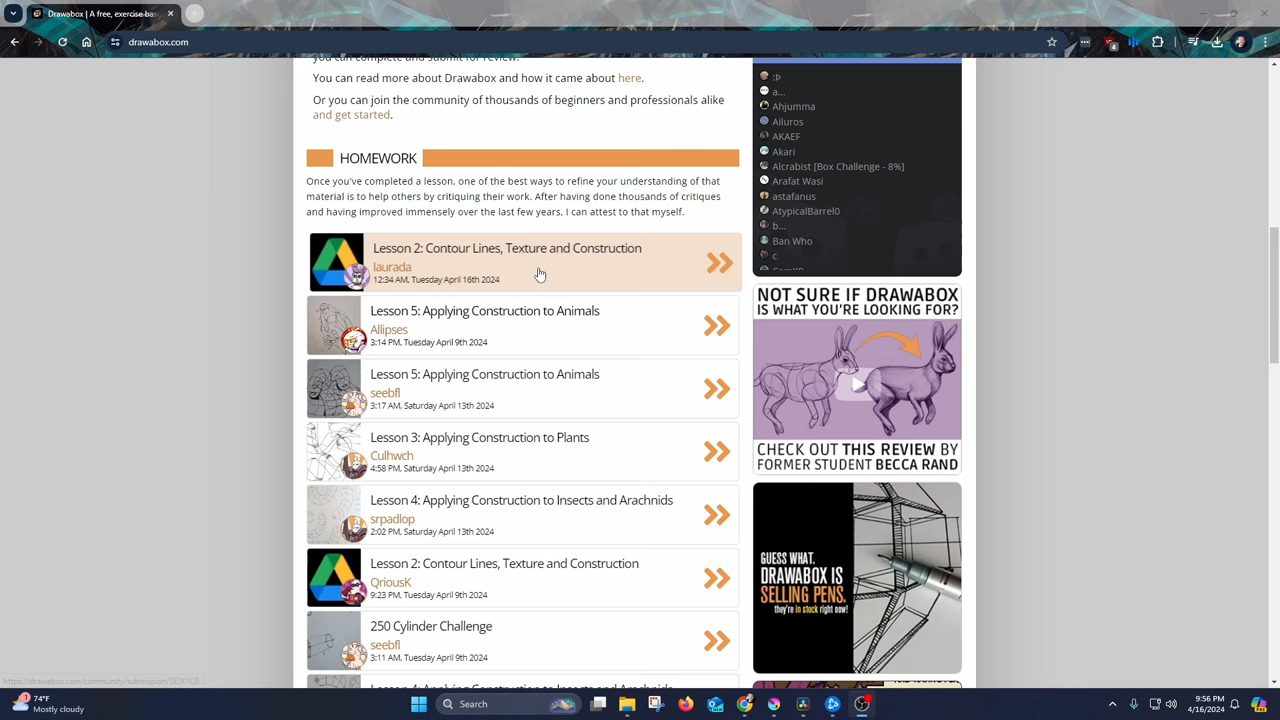 Drawabox | A free, exercise bas
drawabox.com
4
you can complete and submit for review.
You can read more about Drawabox and how it came about here.
Or you can join the community of thousands of beginners and professionals alike
and get started.
HOMEWORK
Once you've completed a lesson, one of the best ways to refine your understanding of that
material is to help others by critiquing their work. After having done thousands of critiques
and having improved immensely over the last few years, I can attest to that myself.
Lesson 2: Contour Lines, Texture and Construction
laurada
12:34 AM, Tuesday April 16th 2024
Lesson 5: Applying Construction to Animals
Allipses
3:14 PM, Tuesday April 9th 2024
Lesson 5: Applying Construction to Animals
seebfl
3:17 AM, Saturday April 13th 2024
Lesson 3: Applying Construction to Plants
Culhwch
4:58 PM, Saturday April 13th 2024
Lesson 4: Applying Construction to Insects and Arachnids
srpadlop
2:02 PM, Saturday April 13th 2024
Lesson 2: Contour Lines, Texture and Construction
QriousK
9:23 PM, Tuesday April 9th 2024
250 Cylinder Challenge
seebfl
3:11 AM, Saturday April 13th 2024
;Þ
a...
Ahjumma
Ailuros
AKAEF
Akari
Alcrabist [Box Challenge - 8%]
Arafat Wasi
astafanus
AtypicalBarrel0
b...
Ban Who
c
NOT SURE IF DRAWABOX
IS WHAT YOU'RE LOOKING FOR?
CHECK OUT THIS REVIEW BY
FORMER STUDENT BECCA RAND
GUESS WHAT.
DRAWABOX IS
SELLING PENS.
they're in stock right now!
1
74°F
Mostly cloudy
Search
9:56 PM
4/16/2024